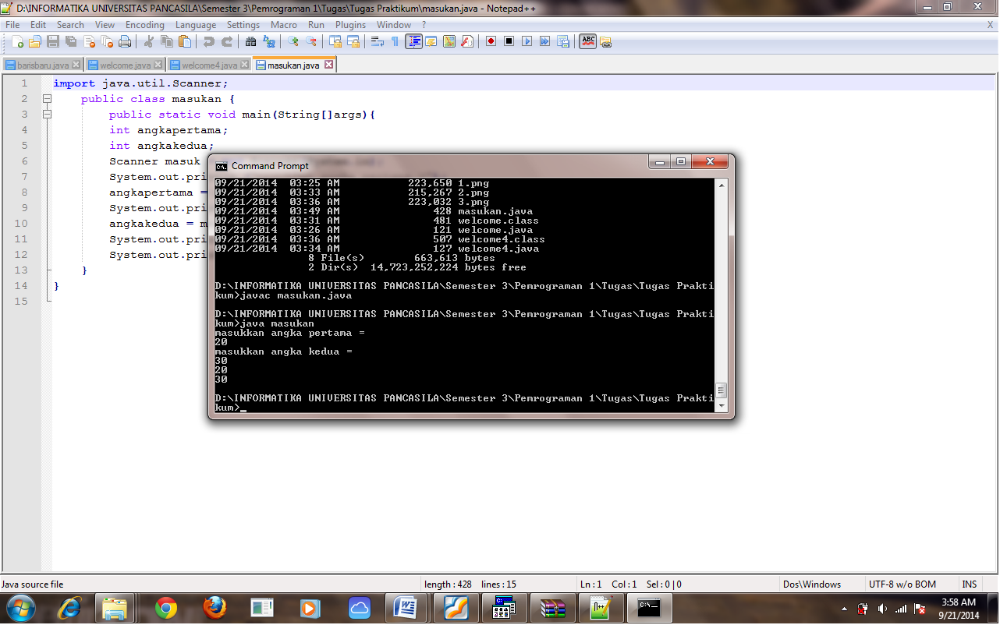 D:\INFORMATIKA UNIVERSITAS PANCASILA\Semester 3\Pemrograman 1\Tugas\Tugas Praktikum\masukan.java - Notepad++
File Edit Search View Encoding Language Settings Macro Run Plugins Window ? X
barisbaru.java welcome.java welcome4.java masukan.java
1 import java.util.Scanner;
2 public class masukan {
3 public static void main(String[]args){
4 int angkapertama;
5 int angkakedua;
6 Scanner masuk
7 System.out.pri
8 angkapertama =
9 System.out.pri
10 angkakedua = m
11 System.out.pri
12 System.out.pri
13 }
14 }
15
Command Prompt
09/21/2014 03:25 AM 223,650 1.png
09/21/2014 03:33 AM 215,267 2.png
09/21/2014 03:36 AM 223,032 3.png
09/21/2014 03:49 AM 428 masukan.java
09/21/2014 03:31 AM 481 welcome.class
09/21/2014 03:26 AM 121 welcome.java
09/21/2014 03:36 AM 507 welcome4.class
09/21/2014 03:34 AM 127 welcome4.java
8 File(s) 663,613 bytes
2 Dir(s) 14,723,252,224 bytes free
D:\INFORMATIKA UNIVERSITAS PANCASILA\Semester 3\Pemrograman 1\Tugas\Tugas Prakti
kum>javac masukan.java
D:\INFORMATIKA UNIVERSITAS PANCASILA\Semester 3\Pemrograman 1\Tugas\Tugas Prakti
kum>java masukan
masukkan angka pertama =
20
masukkan angka kedua =
30
20
30
D:\INFORMATIKA UNIVERSITAS PANCASILA\Semester 3\Pemrograman 1\Tugas\Tugas Prakti
kum>_
Java source file length : 428 lines : 15 Ln : 1 Col : 1 Sel : 0 | 0 Dos\Windows UTF-8 w/o BOM INS
3:58 AM
9/21/2014